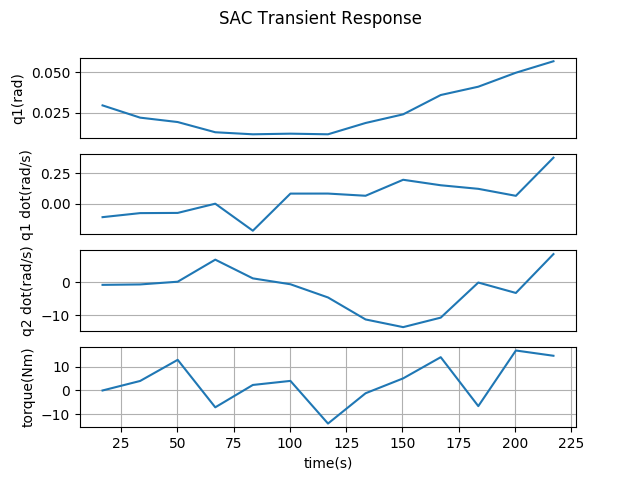 SAC Transient Response
q1(rad)
0.050
0.025
q1 dot(rad/s)
0.25
0.00
q2 dot(rad/s)
0
−10
torque(Nm)
10
0
−10
25 50 75 100 125 150 175 200 225
time(s)